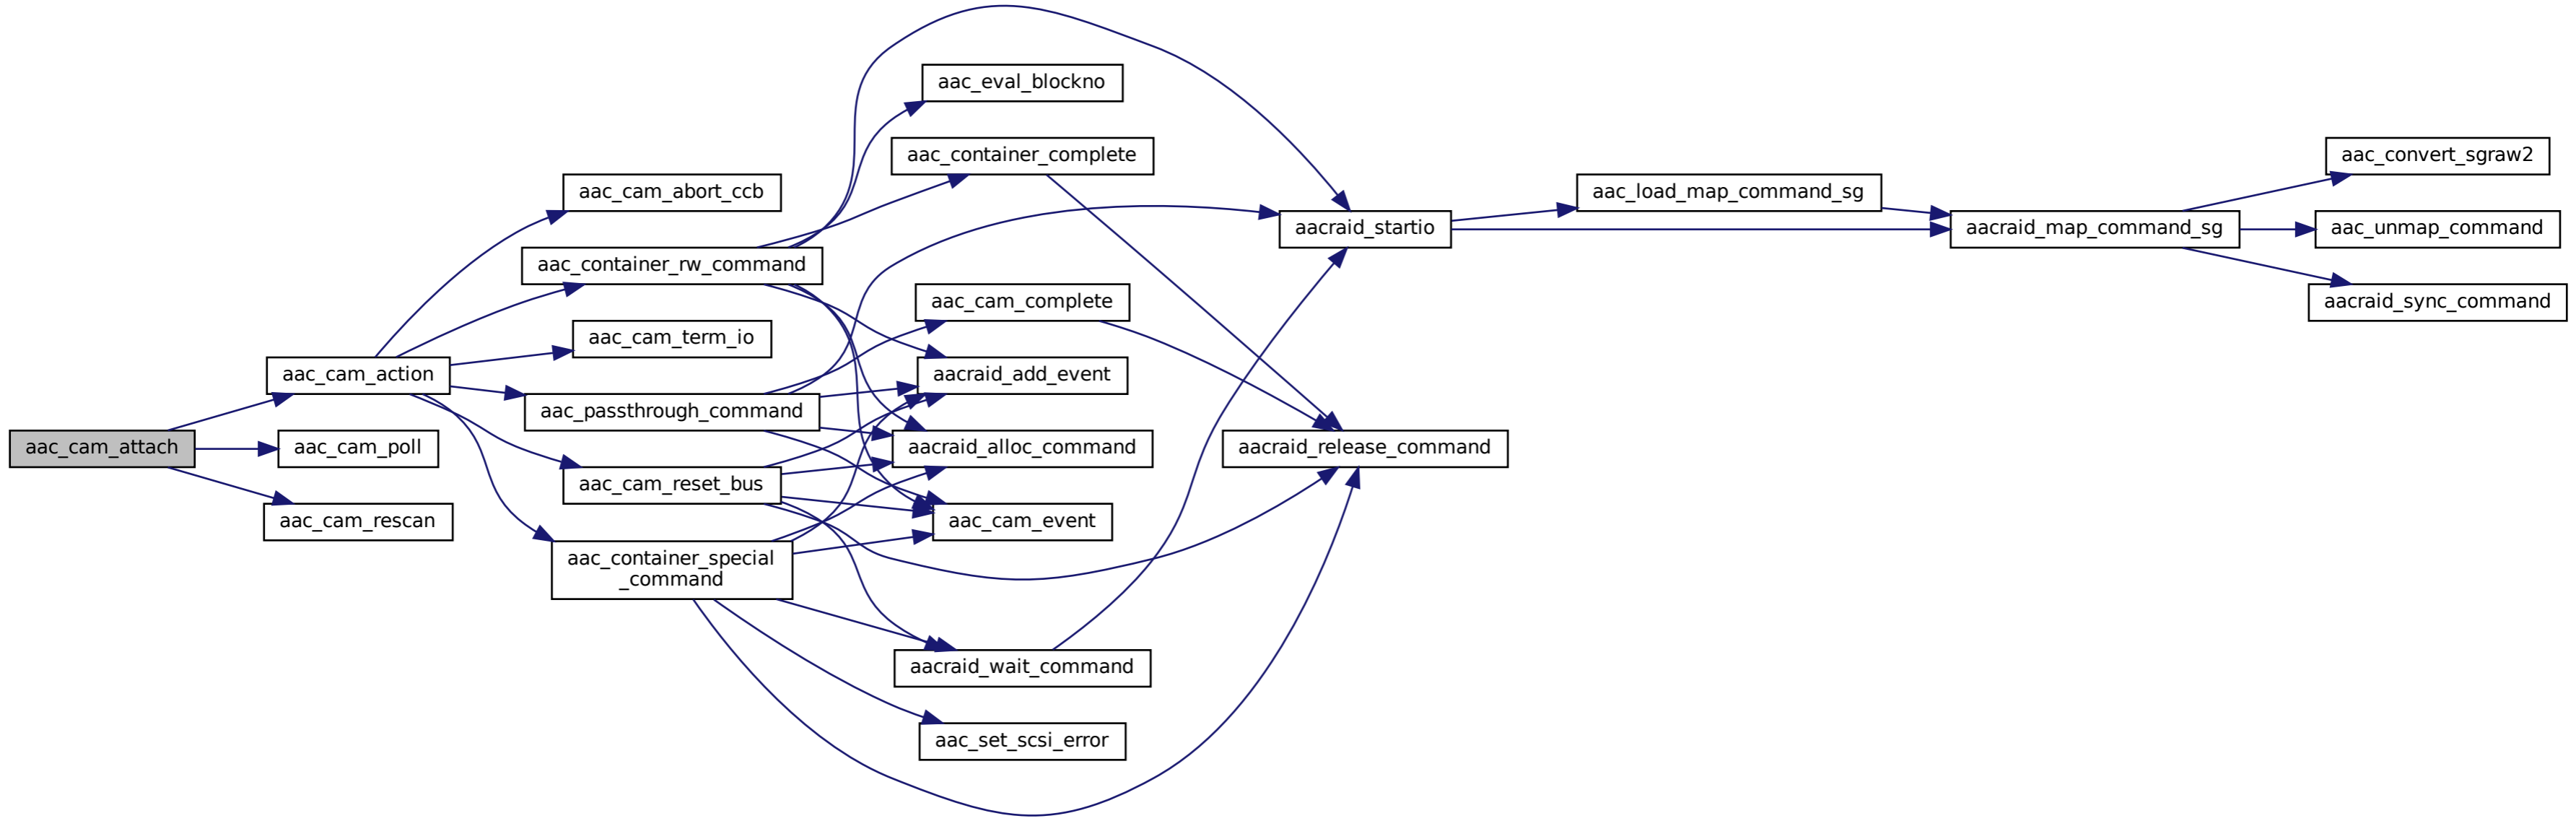 aac_cam_attach
aac_cam_action
aac_cam_poll
aac_cam_rescan
aac_cam_abort_ccb
aac_container_rw_command
aac_cam_term_io
aac_passthrough_command
aac_cam_reset_bus
aac_container_special
_command
aac_eval_blockno
aac_container_complete
aac_cam_complete
aacraid_add_event
aacraid_alloc_command
aac_cam_event
aacraid_wait_command
aac_set_scsi_error
aacraid_startio
aacraid_release_command
aac_load_map_command_sg
aacraid_map_command_sg
aac_convert_sgraw2
aac_unmap_command
aacraid_sync_command